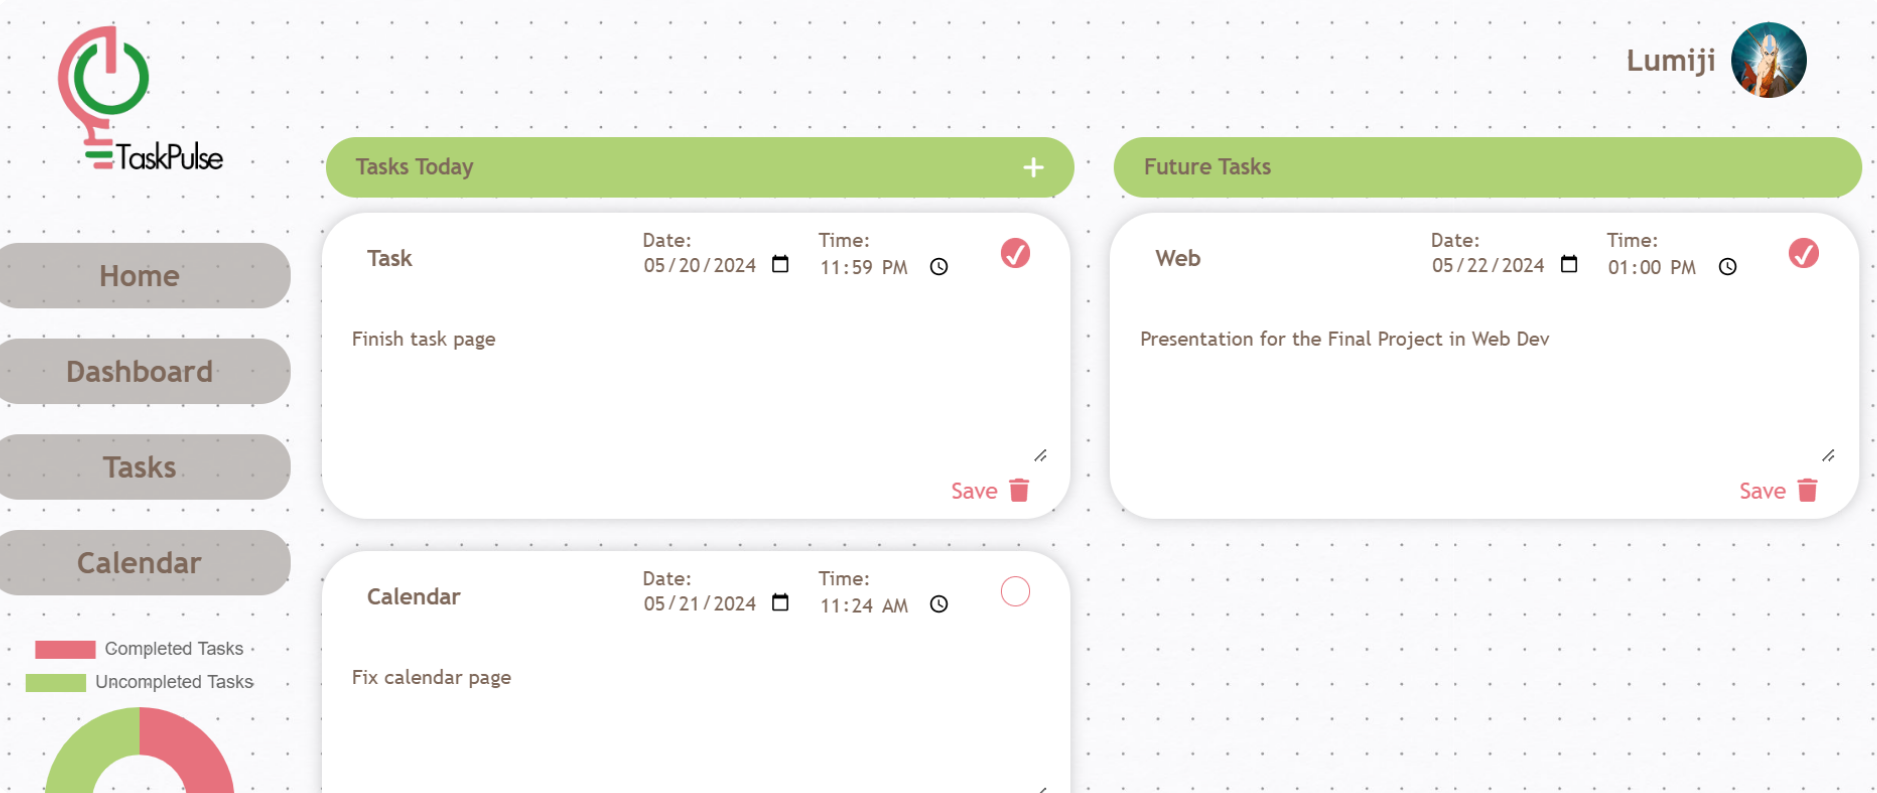 TaskPulse
Lumiji
Home
Dashboard
Tasks
Calendar
Completed Tasks
Uncompleted Tasks
Tasks Today +
Task
Date:
05/20/2024
Time:
11:59 PM
Finish task page
Save
Calendar
Date:
05/21/2024
Time:
11:24 AM
Fix calendar page
Future Tasks
Web
Date:
05/22/2024
Time:
01:00 PM
Presentation for the Final Project in Web Dev
Save